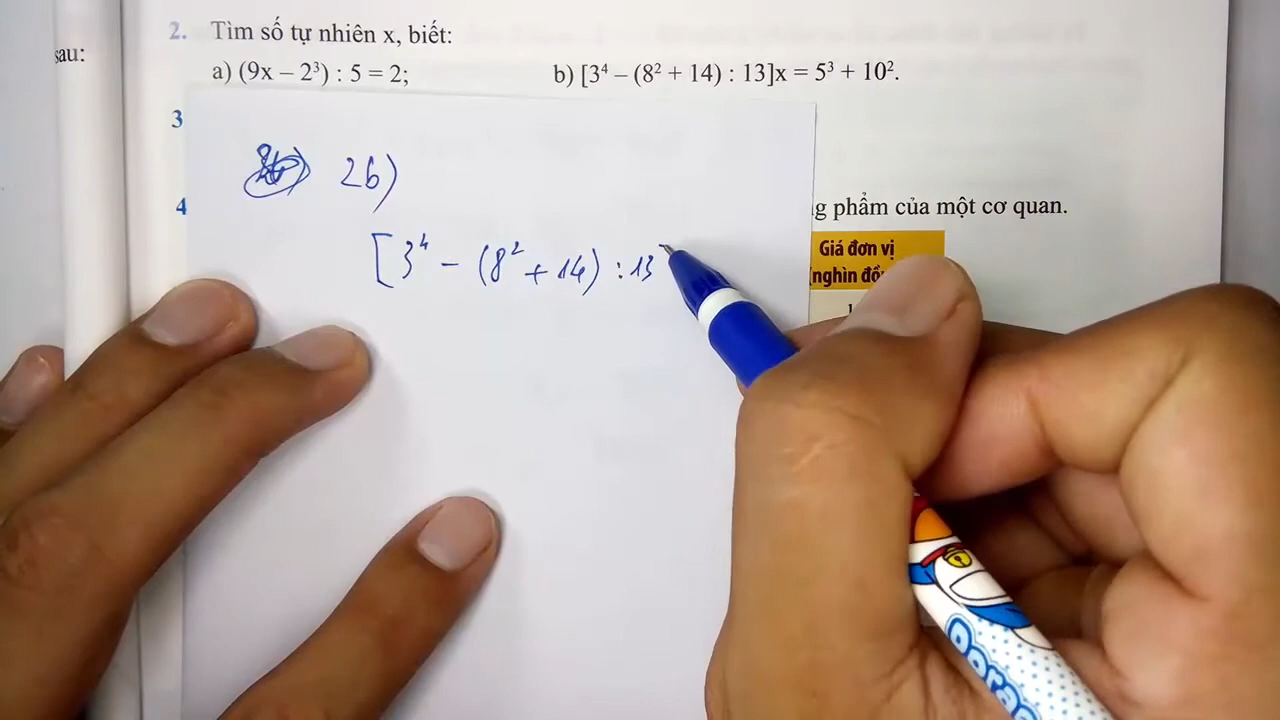 sau:
2. Tìm số tự nhiên x, biết:
a) (9x – 2³) : 5 = 2;
b) [3⁴ – (8² + 14) : 13]x = 5³ + 10².
3
2b)
4
g phẩm của một cơ quan.
[3⁴ - (8² + 14) : 13
Giá đơn vị
(nghìn đồ